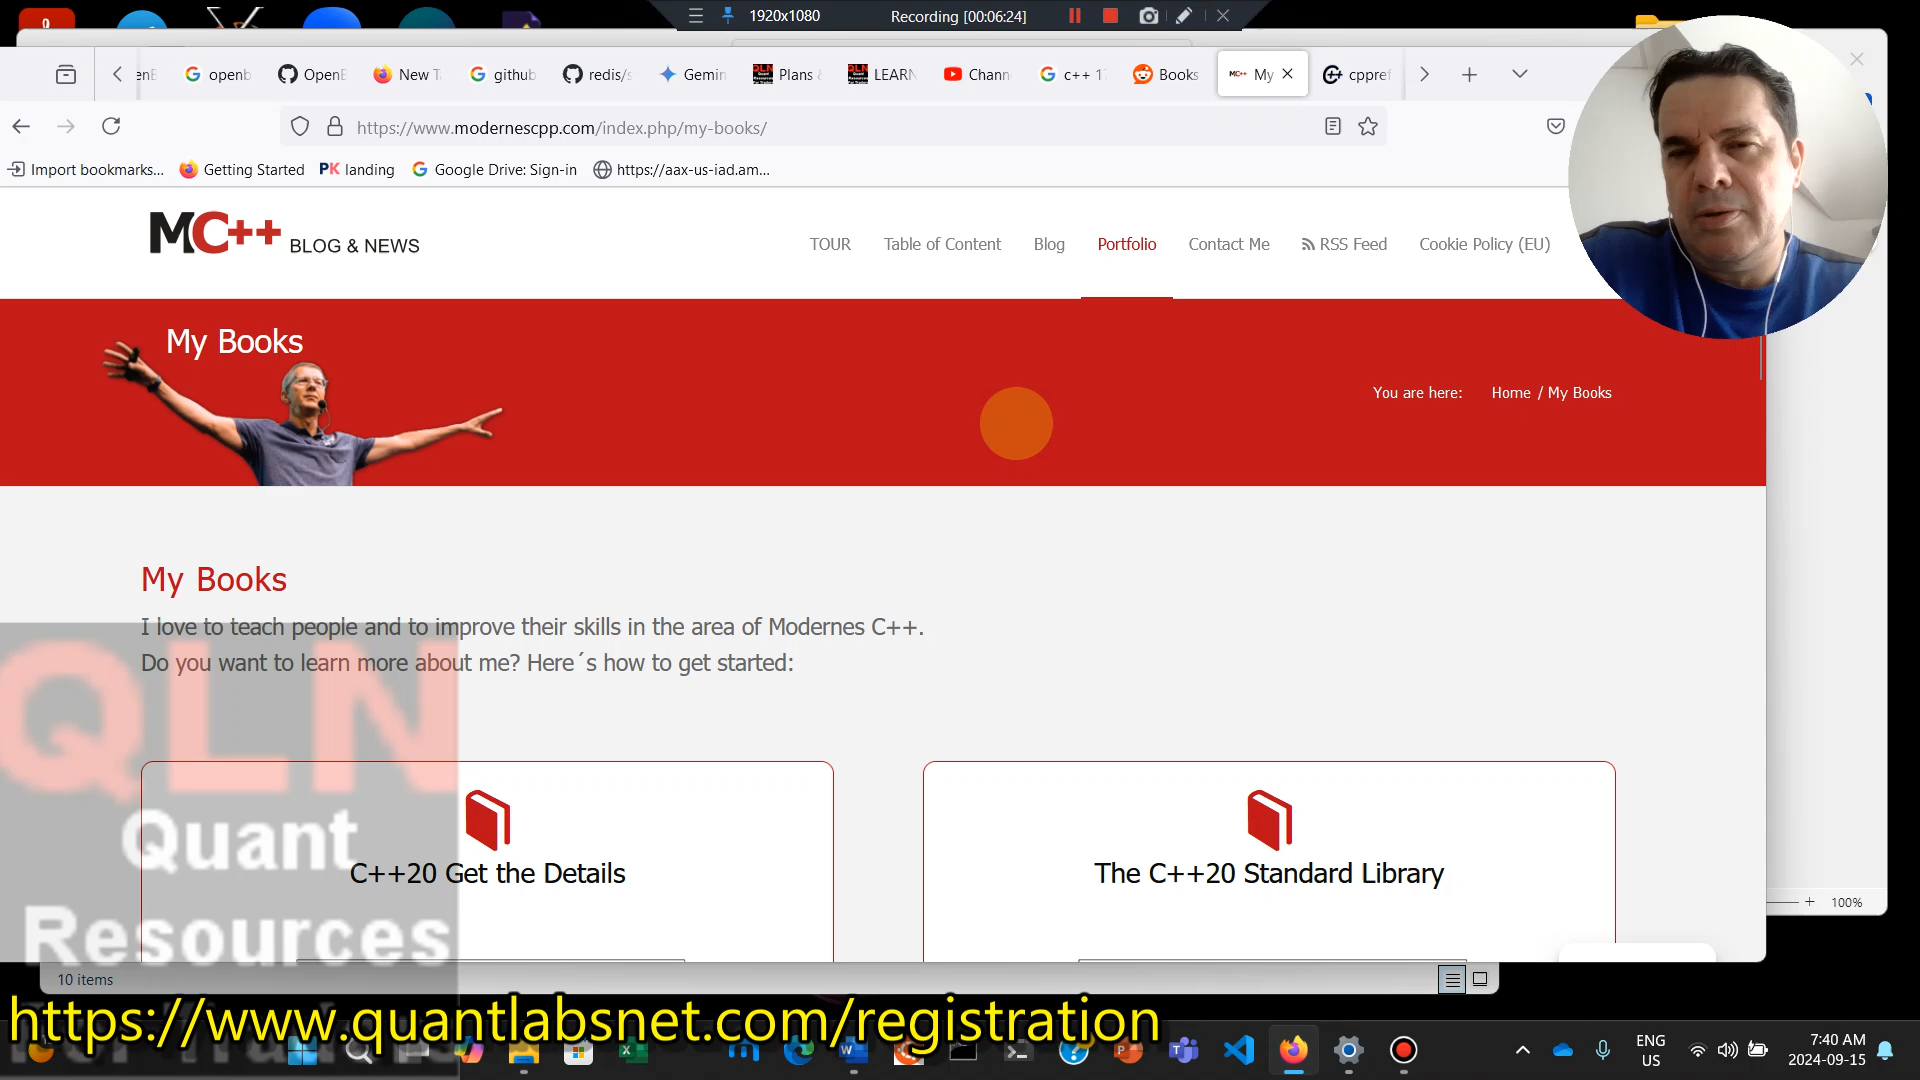 1920x1080
Recording [00:06:24]
enE
openb
OpenE
New T
github
redis/s
Gemin
Plans &
LEARN
Chann
c++ 17
Books
MC++ My
cppref
https://www.modernescpp.com/index.php/my-books/
Import bookmarks...
Getting Started
PK landing
Google Drive: Sign-in
https://aax-us-iad.am...
MC++ BLOG & NEWS
TOUR
Table of Content
Blog
Portfolio
Contact Me
RSS Feed
Cookie Policy (EU)
My Books
You are here: Home / My Books
My Books
I love to teach people and to improve their skills in the area of Modernes C++.
Do you want to learn more about me? Here´s how to get started:
C++20 Get the Details
The C++20 Standard Library
QLN
Quant
Resources
100%
10 items
https://www.quantlabsnet.com/registration
ENG
US
7:40 AM
2024-09-15